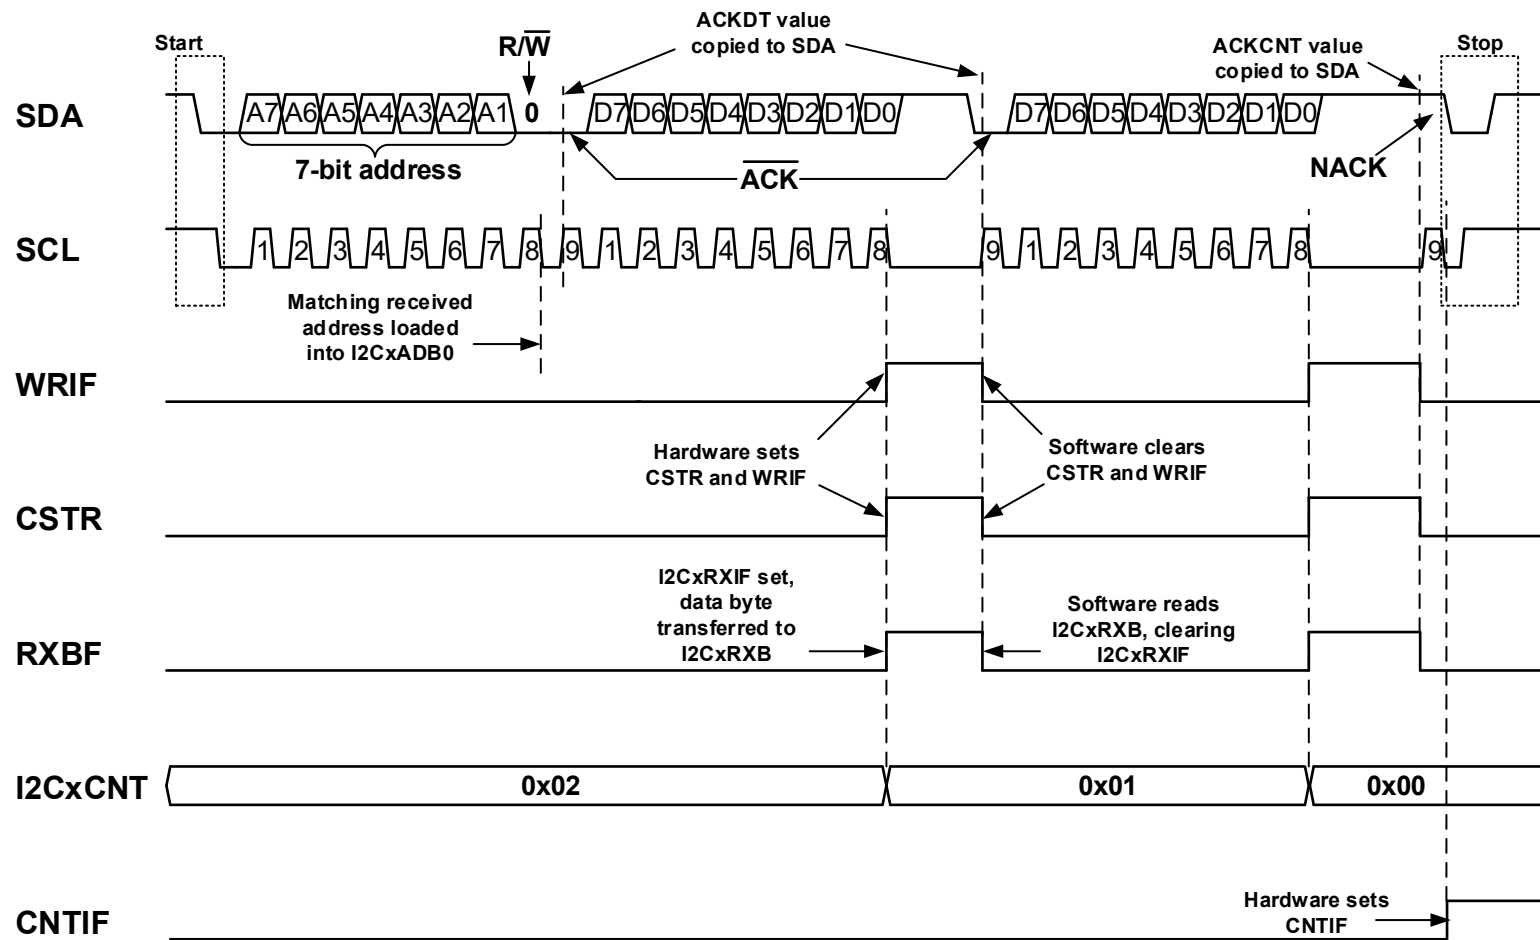 Start
R/W
ACKDT value
copied to SDA
ACKCNT value
copied to SDA
Stop
SDA
A7 A6 A5 A4 A3 A2 A1 0 D7 D6 D5 D4 D3 D2 D1 D0 D7 D6 D5 D4 D3 D2 D1 D0
7-bit address
ACK
NACK
SCL
1 2 3 4 5 6 7 8 9 1 2 3 4 5 6 7 8 9 1 2 3 4 5 6 7 8 9
Matching received
address loaded
into I2CxADB0
WRIF
Hardware sets
CSTR and WRIF
Software clears
CSTR and WRIF
CSTR
I2CxRXIF set,
data byte
transferred to
I2CxRXB
Software reads
I2CxRXB, clearing
I2CxRXIF
RXBF
I2CxCNT
0x02 0x01 0x00
Hardware sets
CNTIF
CNTIF